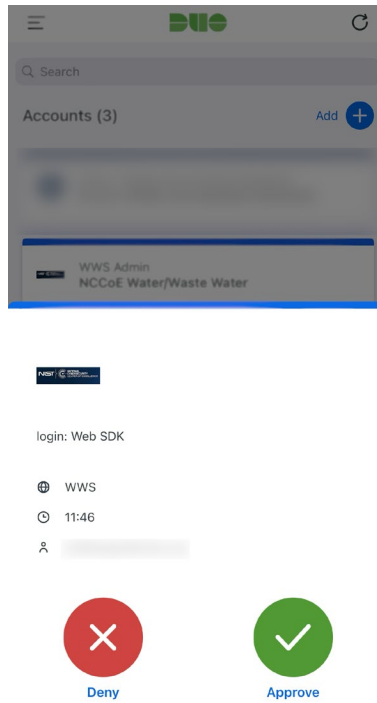 DUO
Search
Accounts (3)
Add
WWS Admin
NCCoE Water/Waste Water
NIST
login: Web SDK
WWS
11:46
Deny
Approve